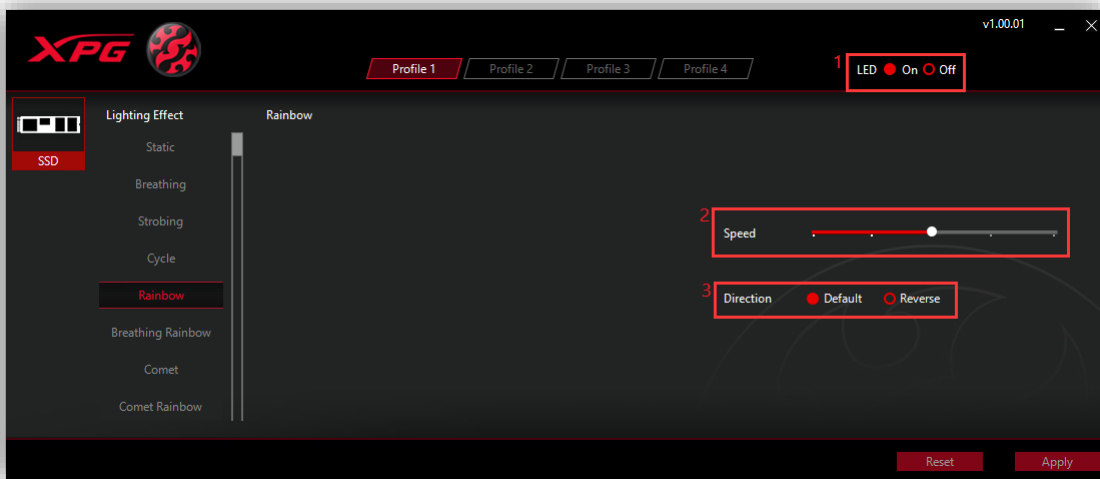 v1.00.01
XPG
Profile 1 Profile 2 Profile 3 Profile 4
1
LED On Off
Lighting Effect
Rainbow
SSD
Static
Breathing
Strobing
Cycle
Rainbow
Breathing Rainbow
Comet
Comet Rainbow
2
Speed
3
Direction Default Reverse
Reset Apply